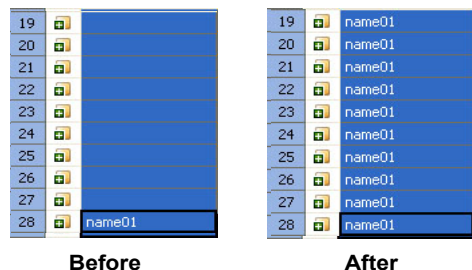 19
20
21
22
23
24
25
26
27
28 name01
Before
19 name01
20 name01
21 name01
22 name01
23 name01
24 name01
25 name01
26 name01
27 name01
28 name01
After